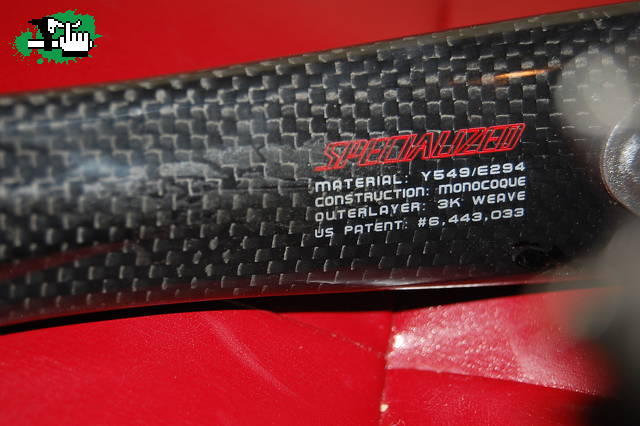 SPECIALIZED
MATERIAL: Y549/E294
CONSTRUCTION: MONOCOQUE
OUTERLAYER: 3K WEAVE
US PATENT: #6,443,033